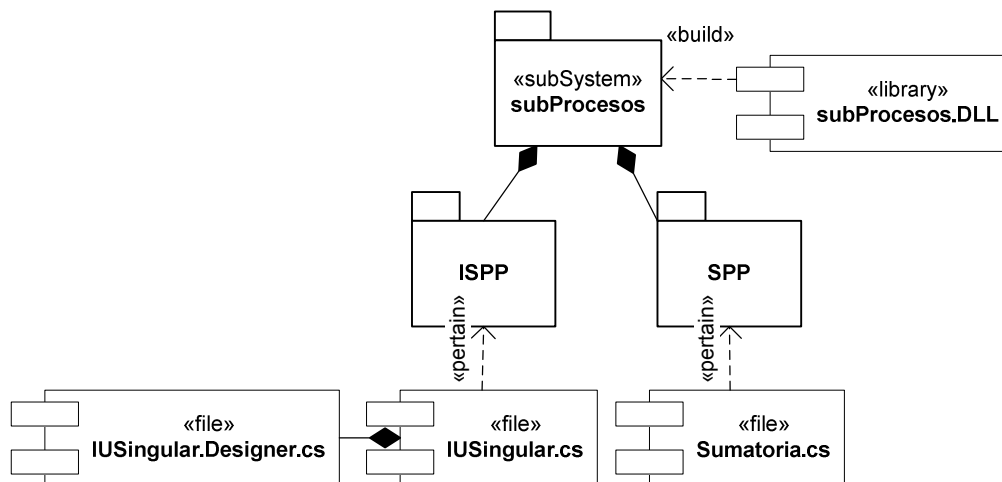 «build»
«subSystem»
subProcesos
«library»
subProcesos.DLL
ISPP
SPP
«pertain»
«pertain»
«file»
IUSingular.Designer.cs
«file»
IUSingular.cs
«file»
Sumatoria.cs